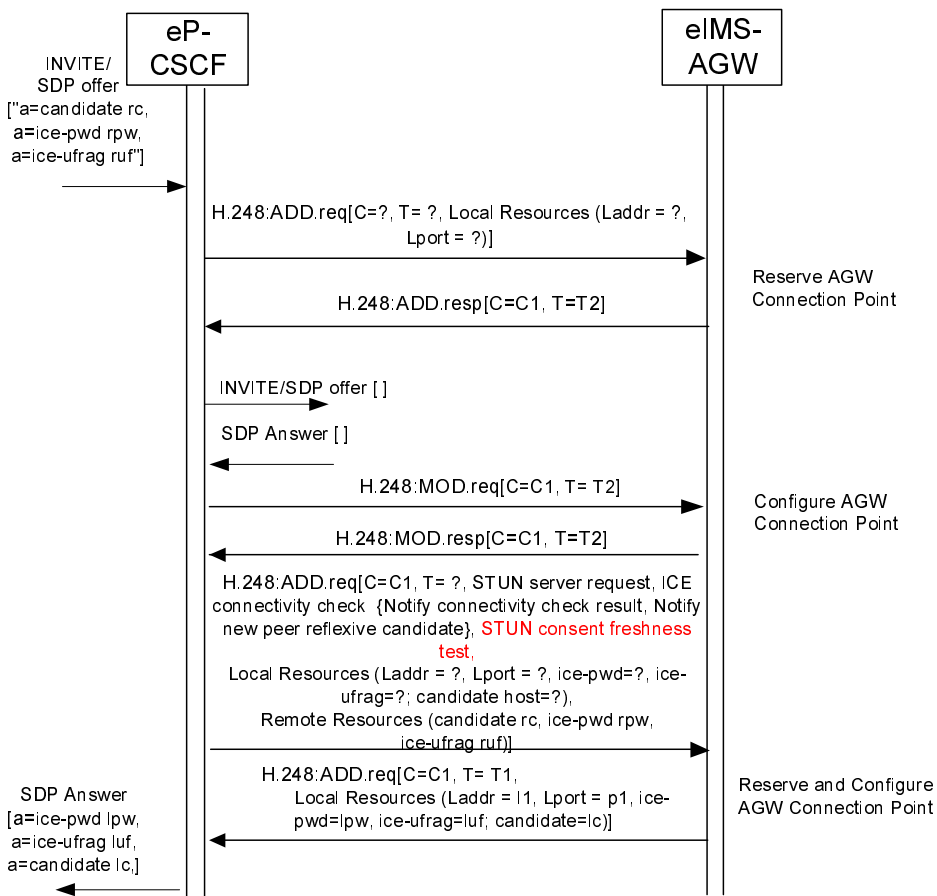 eP-
CSCF
eIMS-
AGW
INVITE/
SDP offer
["a=candidate rc,
a=ice-pwd rpw,
a=ice-ufrag ruf"]
H.248:ADD.req[C=?, T= ?, Local Resources (Laddr = ?,
Lport = ?)]
Reserve AGW
Connection Point
H.248:ADD.resp[C=C1, T=T2]
INVITE/SDP offer [ ]
SDP Answer [ ]
H.248:MOD.req[C=C1, T= T2]
Configure AGW
Connection Point
H.248:MOD.resp[C=C1, T=T2]
H.248:ADD.req[C=C1, T= ?, STUN server request, ICE
connectivity check {Notify connectivity check result, Notify
new peer reflexive candidate}, STUN consent freshness
test,
Local Resources (Laddr = ?, Lport = ?, ice-pwd=?, ice-
ufrag=?; candidate host=?),
Remote Resources (candidate rc, ice-pwd rpw,
ice-ufrag ruf)]
H.248:ADD.req[C=C1, T= T1,
Local Resources (Laddr = l1, Lport = p1, ice-
pwd=lpw, ice-ufrag=luf; candidate=lc)]
Reserve and Configure
AGW Connection Point
SDP Answer
[a=ice-pwd lpw,
a=ice-ufrag luf,
a=candidate lc,]